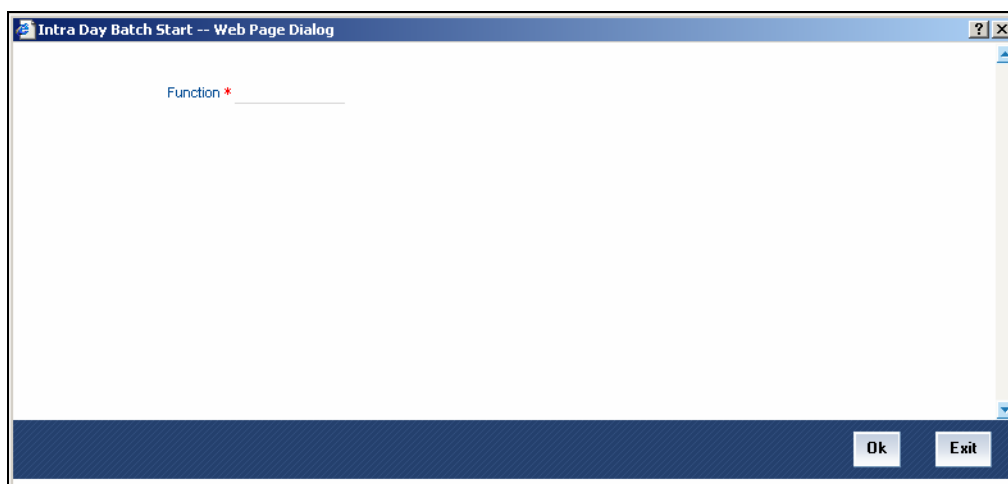 Intra Day Batch Start -- Web Page Dialog
? X
Function *
Ok Exit